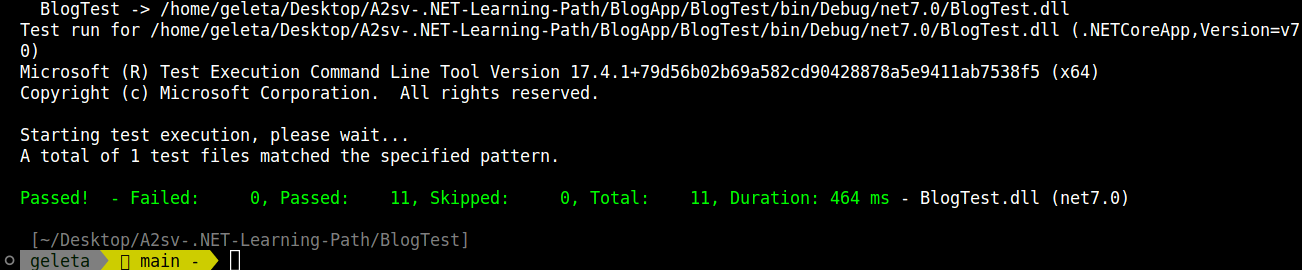 BlogTest -> /home/geleta/Desktop/A2sv-.NET-Learning-Path/BlogApp/BlogTest/bin/Debug/net7.0/BlogTest.dll
Test run for /home/geleta/Desktop/A2sv-.NET-Learning-Path/BlogApp/BlogTest/bin/Debug/net7.0/BlogTest.dll (.NETCoreApp,Version=v7
0)
Microsoft (R) Test Execution Command Line Tool Version 17.4.1+79d56b02b69a582cd90428878a5e9411ab7538f5 (x64)
Copyright (c) Microsoft Corporation.  All rights reserved.
Starting test execution, please wait...
A total of 1 test files matched the specified pattern.
Passed!  - Failed:     0, Passed:    11, Skipped:     0, Total:    11, Duration: 464 ms - BlogTest.dll (net7.0)
[~/Desktop/A2sv-.NET-Learning-Path/BlogTest]
geleta main -